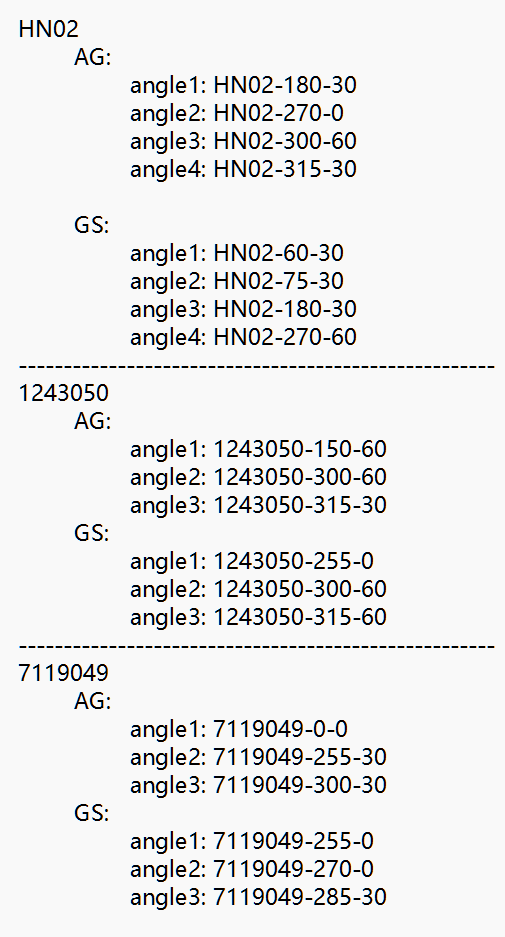 HN02
AG:
angle1: HN02-180-30
angle2: HN02-270-0
angle3: HN02-300-60
angle4: HN02-315-30
GS:
angle1: HN02-60-30
angle2: HN02-75-30
angle3: HN02-180-30
angle4: HN02-270-60
-----------------------------------------------------
1243050
AG:
angle1: 1243050-150-60
angle2: 1243050-300-60
angle3: 1243050-315-30
GS:
angle1: 1243050-255-0
angle2: 1243050-300-60
angle3: 1243050-315-60
-----------------------------------------------------
7119049
AG:
angle1: 7119049-0-0
angle2: 7119049-255-30
angle3: 7119049-300-30
GS:
angle1: 7119049-255-0
angle2: 7119049-270-0
angle3: 7119049-285-30